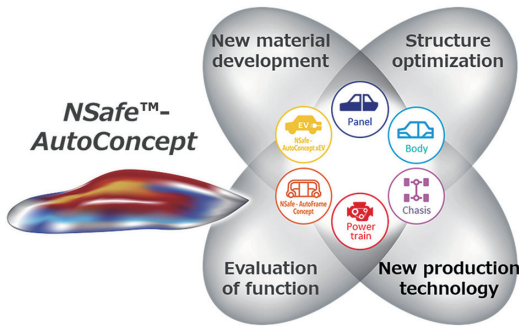 New material
development
Structure
optimization
NSafe™-
AutoConcept
EV
NSafe -
AutoConcept xEV
Panel
Body
NSafe - AutoFrame
Concept
Power
train
Chasis
Evaluation
of function
New production
technology